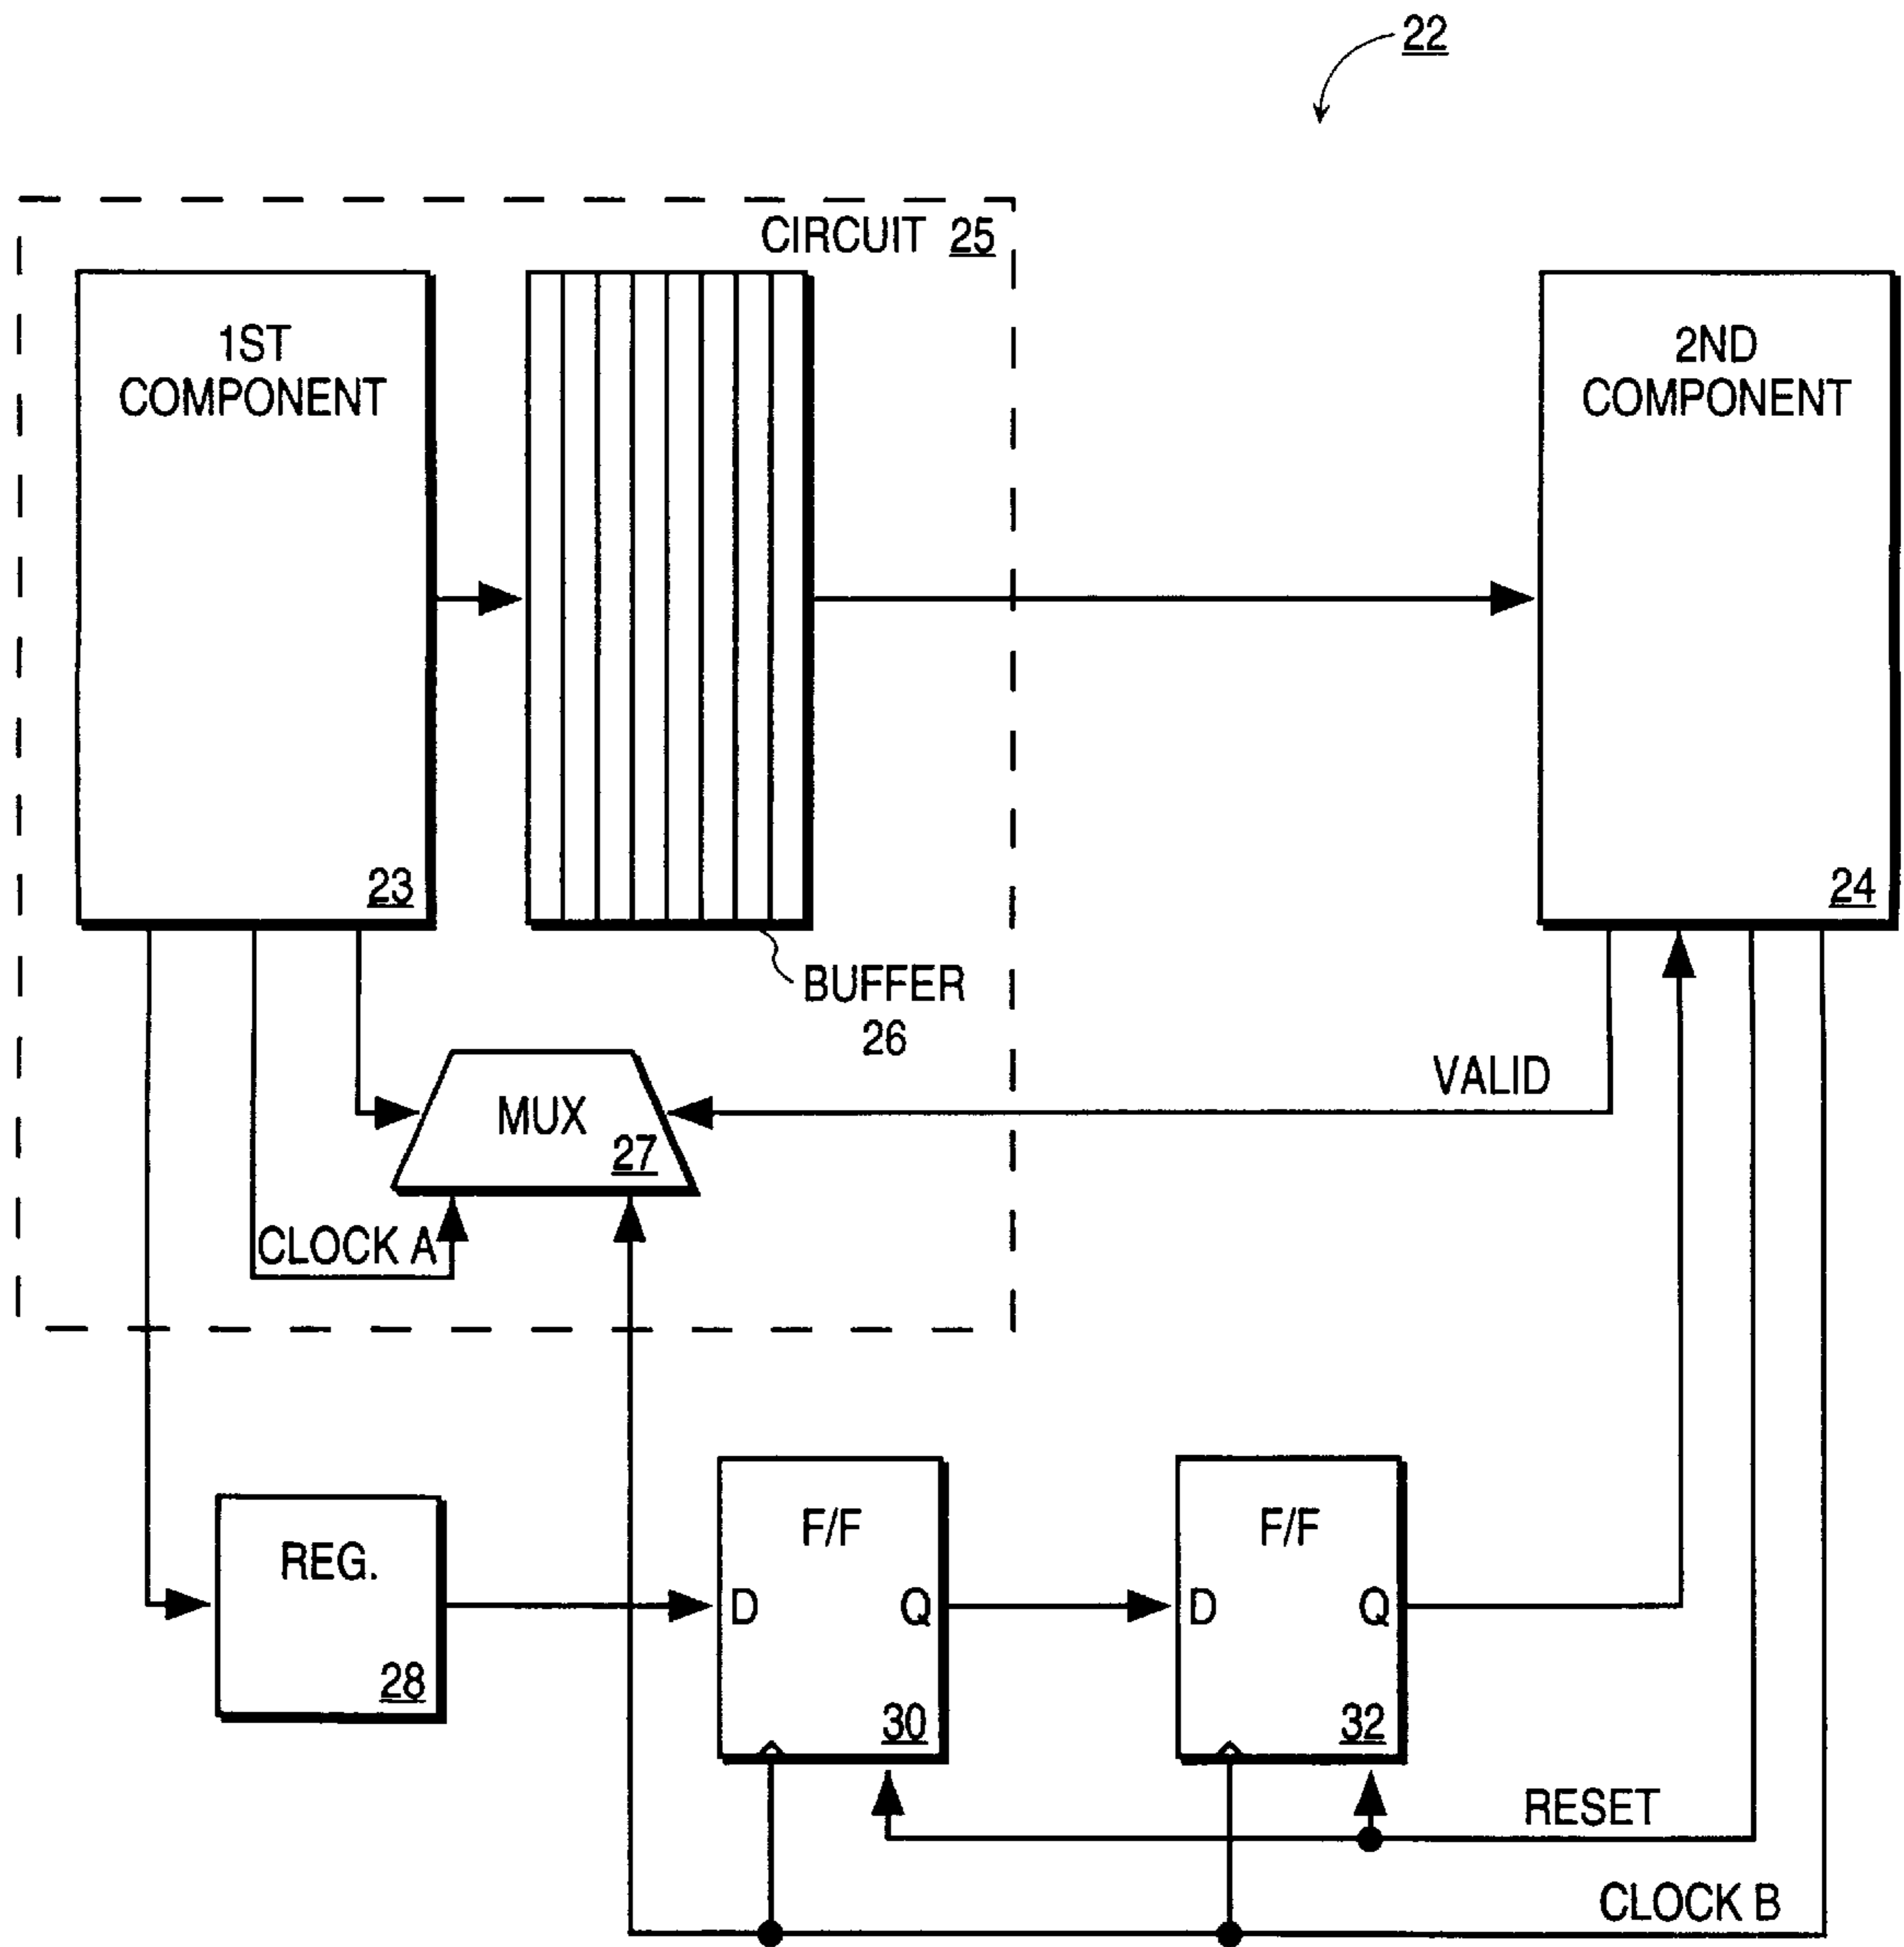 22
CIRCUIT 25
1ST
COMPONENT
23
2ND
COMPONENT
24
BUFFER
26
VALID
MUX
27
CLOCK A
REG.
28
F/F
D Q
30
F/F
D Q
32
RESET
CLOCK B